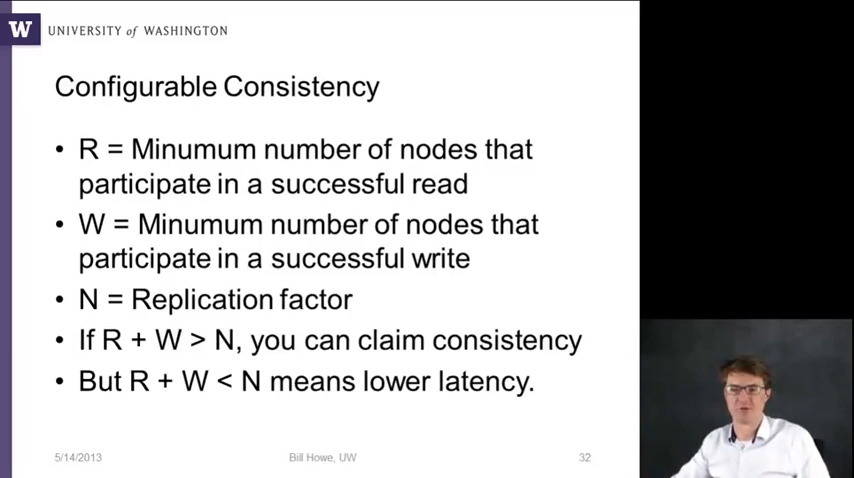 W UNIVERSITY of WASHINGTON
Configurable Consistency
• R = Minumum number of nodes that
participate in a successful read
• W = Minumum number of nodes that
participate in a successful write
• N = Replication factor
• If R + W > N, you can claim consistency
• But R + W < N means lower latency.
5/14/2013 Bill Howe, UW 32